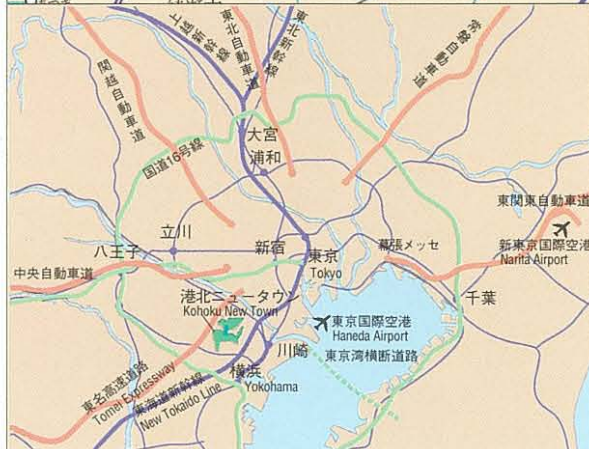 上越新幹線
東北自動車道
東北新幹線
常磐自動車道
関越自動車道
国道16号線
大宮
浦和
東関東自動車道
立川
八王子
新宿
東京
Tokyo
幕張メッセ
新東京国際空港
Narita Airport
中央自動車道
千葉
港北ニュータウン
Kohoku New Town
東京国際空港
Haneda Airport
川崎
東京湾横断道路
横浜
Yokohama
東名高速道路
Tomei Expressway
東海道新幹線
New Tokaido Line